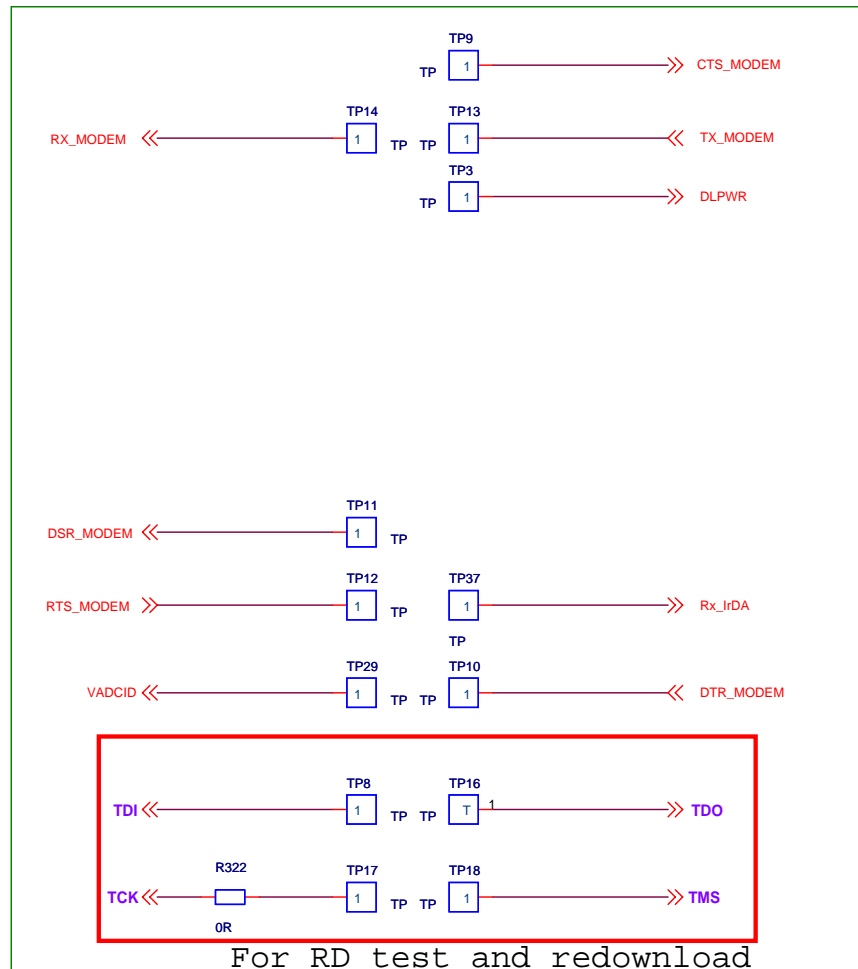 TP9
TP 1 CTS_MODEM
TP14 TP13
RX_MODEM 1 TP TP 1 TX_MODEM
TP3
TP 1 DLPWR
TP11
DSR_MODEM 1 TP
TP12 TP37
RTS_MODEM 1 TP 1 Rx_IrDA
TP
TP29 TP10
VADCID 1 TP TP 1 DTR_MODEM
TP8 TP16
TDI 1 TP TP T 1 TDO
R322 TP17 TP18
TCK 1 TP TP 1 TMS
0R
For RD test and redownload